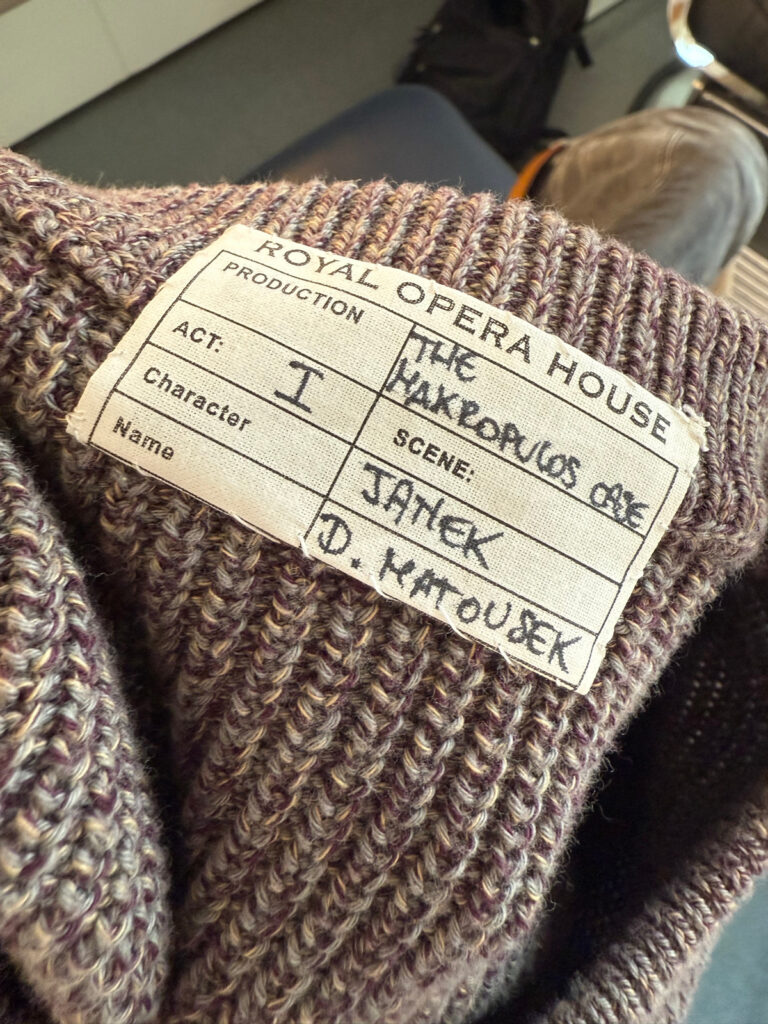 ROYAL OPERA HOUSE
PRODUCTION THE MAKROPULOS CASE
ACT: I SCENE:
Character JANEK
Name D. MATOUSEK